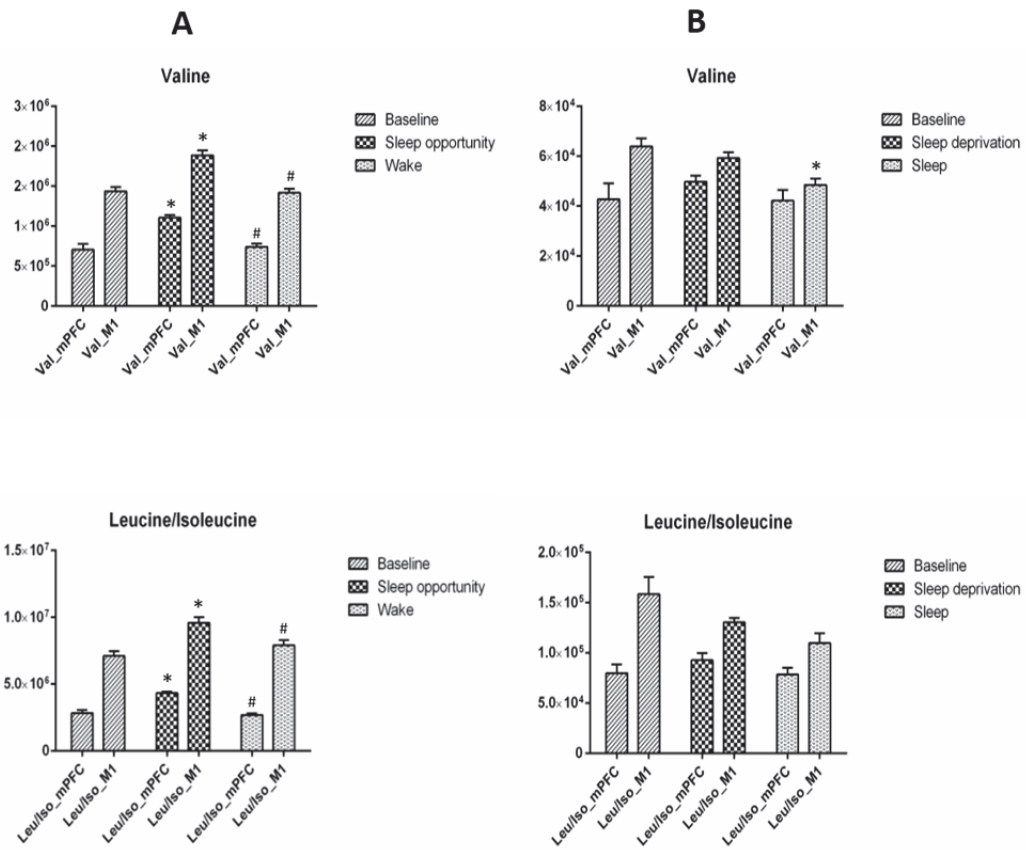 A
Valine
3×10⁶
2×10⁶
2×10⁶
1×10⁶
5×10⁵
0
*
*
#
#
Val_mPFC
Val_M1
Val_mPFC
Val_M1
Val_mPFC
Val_M1
Baseline
Sleep opportunity
Wake
B
Valine
8×10⁴
6×10⁴
4×10⁴
2×10⁴
0
*
Val_mPFC
Val_M1
Val_mPFC
Val_M1
Val_mPFC
Val_M1
Baseline
Sleep deprivation
Sleep
Leucine/Isoleucine
1.5×10⁷
1.0×10⁷
5.0×10⁶
0
*
*
#
#
Leu/Iso_mPFC
Leu/Iso_M1
Leu/Iso_mPFC
Leu/Iso_M1
Leu/Iso_mPFC
Leu/Iso_M1
Baseline
Sleep opportunity
Wake
Leucine/Isoleucine
2.0×10⁵
1.5×10⁵
1.0×10⁵
5.0×10⁴
0
Leu/Iso_mPFC
Leu/Iso_M1
Leu/Iso_mPFC
Leu/Iso_M1
Leu/Iso_mPFC
Leu/Iso_M1
Baseline
Sleep deprivation
Sleep